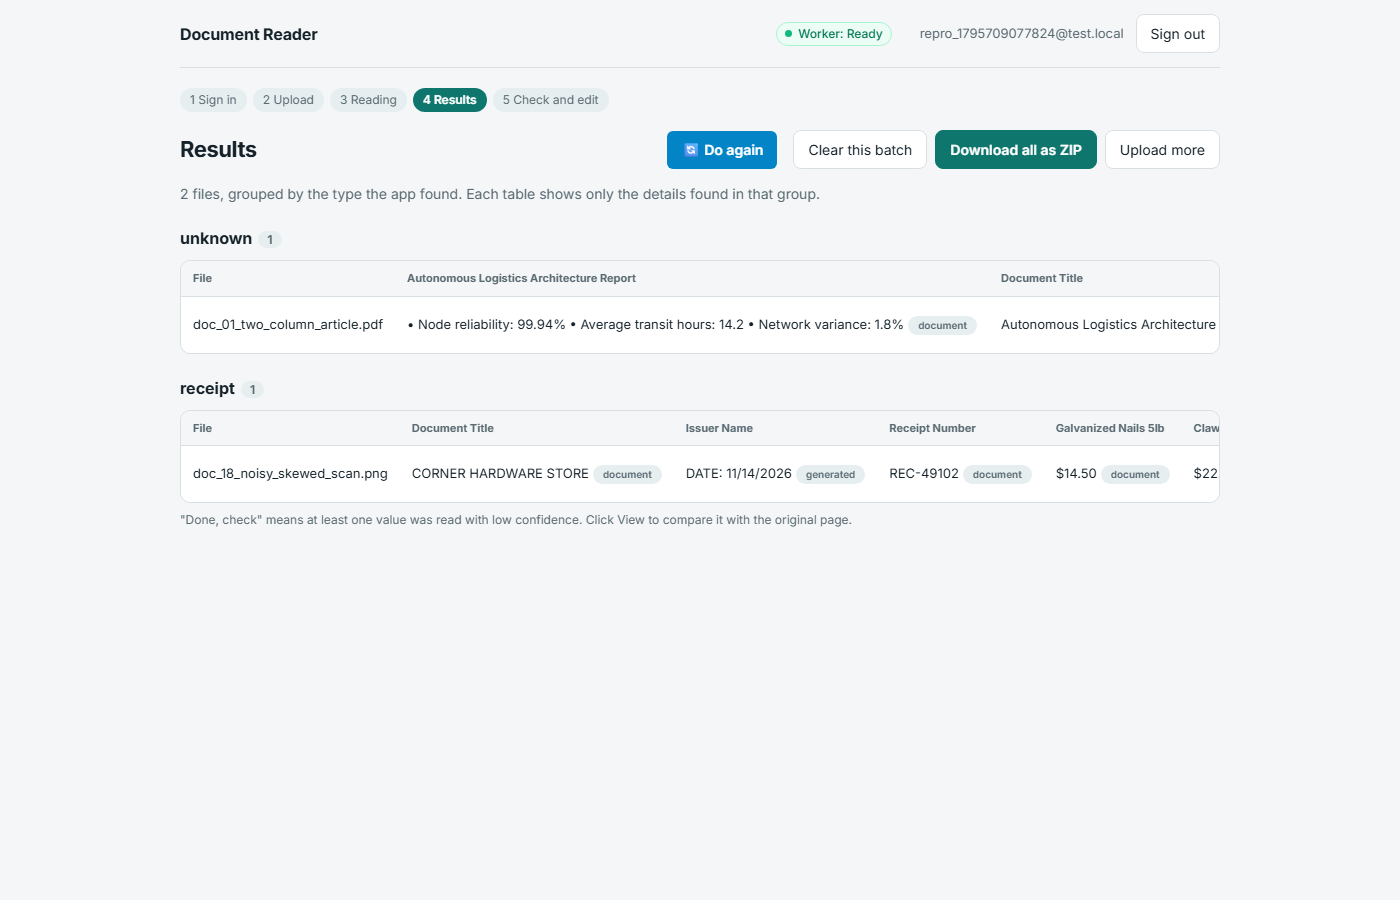 Document Reader
Worker: Ready
repro_1795709077824@test.local
Sign out
1 Sign in
2 Upload
3 Reading
4 Results
5 Check and edit
Results
Do again
Clear this batch
Download all as ZIP
Upload more
2 files, grouped by the type the app found. Each table shows only the details found in that group.
unknown 1
File
Autonomous Logistics Architecture Report
Document Title
doc_01_two_column_article.pdf
• Node reliability: 99.94% • Average transit hours: 14.2 • Network variance: 1.8% document
Autonomous Logistics Architecture
receipt 1
File
Document Title
Issuer Name
Receipt Number
Galvanized Nails 5lb
Claw
doc_18_noisy_skewed_scan.png
CORNER HARDWARE STORE document
DATE: 11/14/2026 generated
REC-49102 document
$14.50 document
$22
"Done, check" means at least one value was read with low confidence. Click View to compare it with the original page.